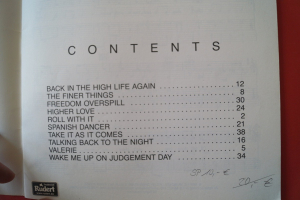 CONTENTS
BACK IN THE HIGH LIFE AGAIN 12
THE FINER THINGS 8
FREEDOM OVERSPILL 30
HIGHER LOVE 24
ROLL WITH IT 2
SPANISH DANCER 21
TAKE IT AS IT COMES 38
TALKING BACK TO THE NIGHT 16
VALERIE 5
WAKE ME UP ON JUDGEMENT DAY 34
Rudert